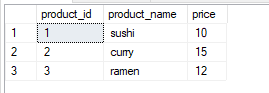 product_id product_name price
1 1 sushi 10
2 2 curry 15
3 3 ramen 12